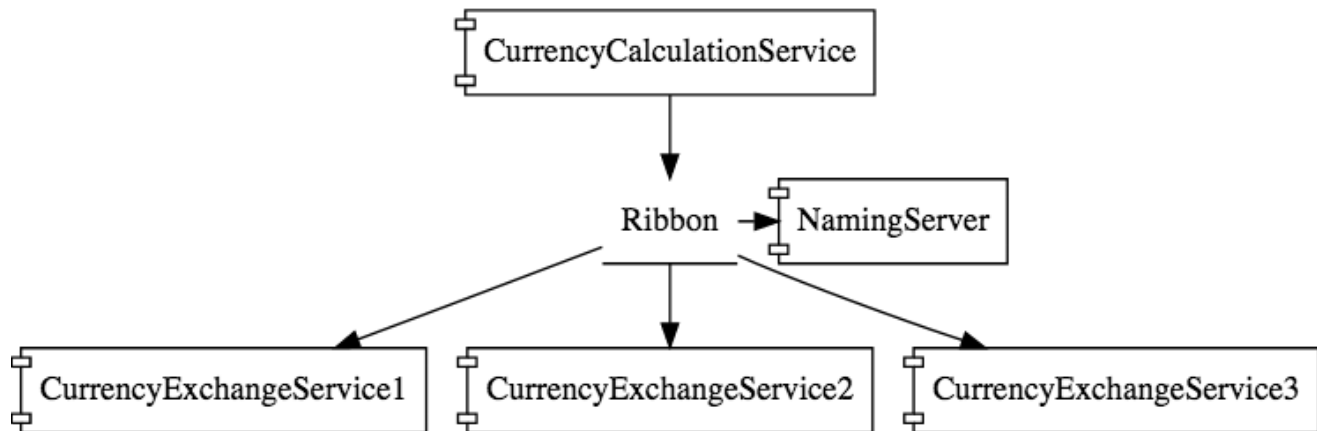 CurrencyCalculationService
Ribbon
NamingServer
CurrencyExchangeService1
CurrencyExchangeService2
CurrencyExchangeService3